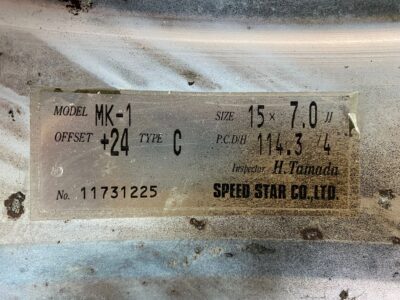 MODEL MK-1 SIZE 15 × 7.0 JJ
OFFSET +24 TYPE C P.C.D/H 114.3 / 4
Inspector H. Tamada
No. 11731225 SPEED STAR CO.,LTD.